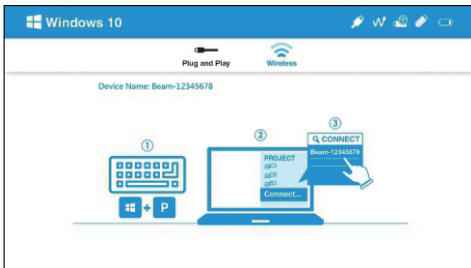 Windows 10
Plug and Play
Wireless
Device Name: Beam-12345678
①
②
③
+
P
PROJECT
Connect...
CONNECT
Beam-12345678